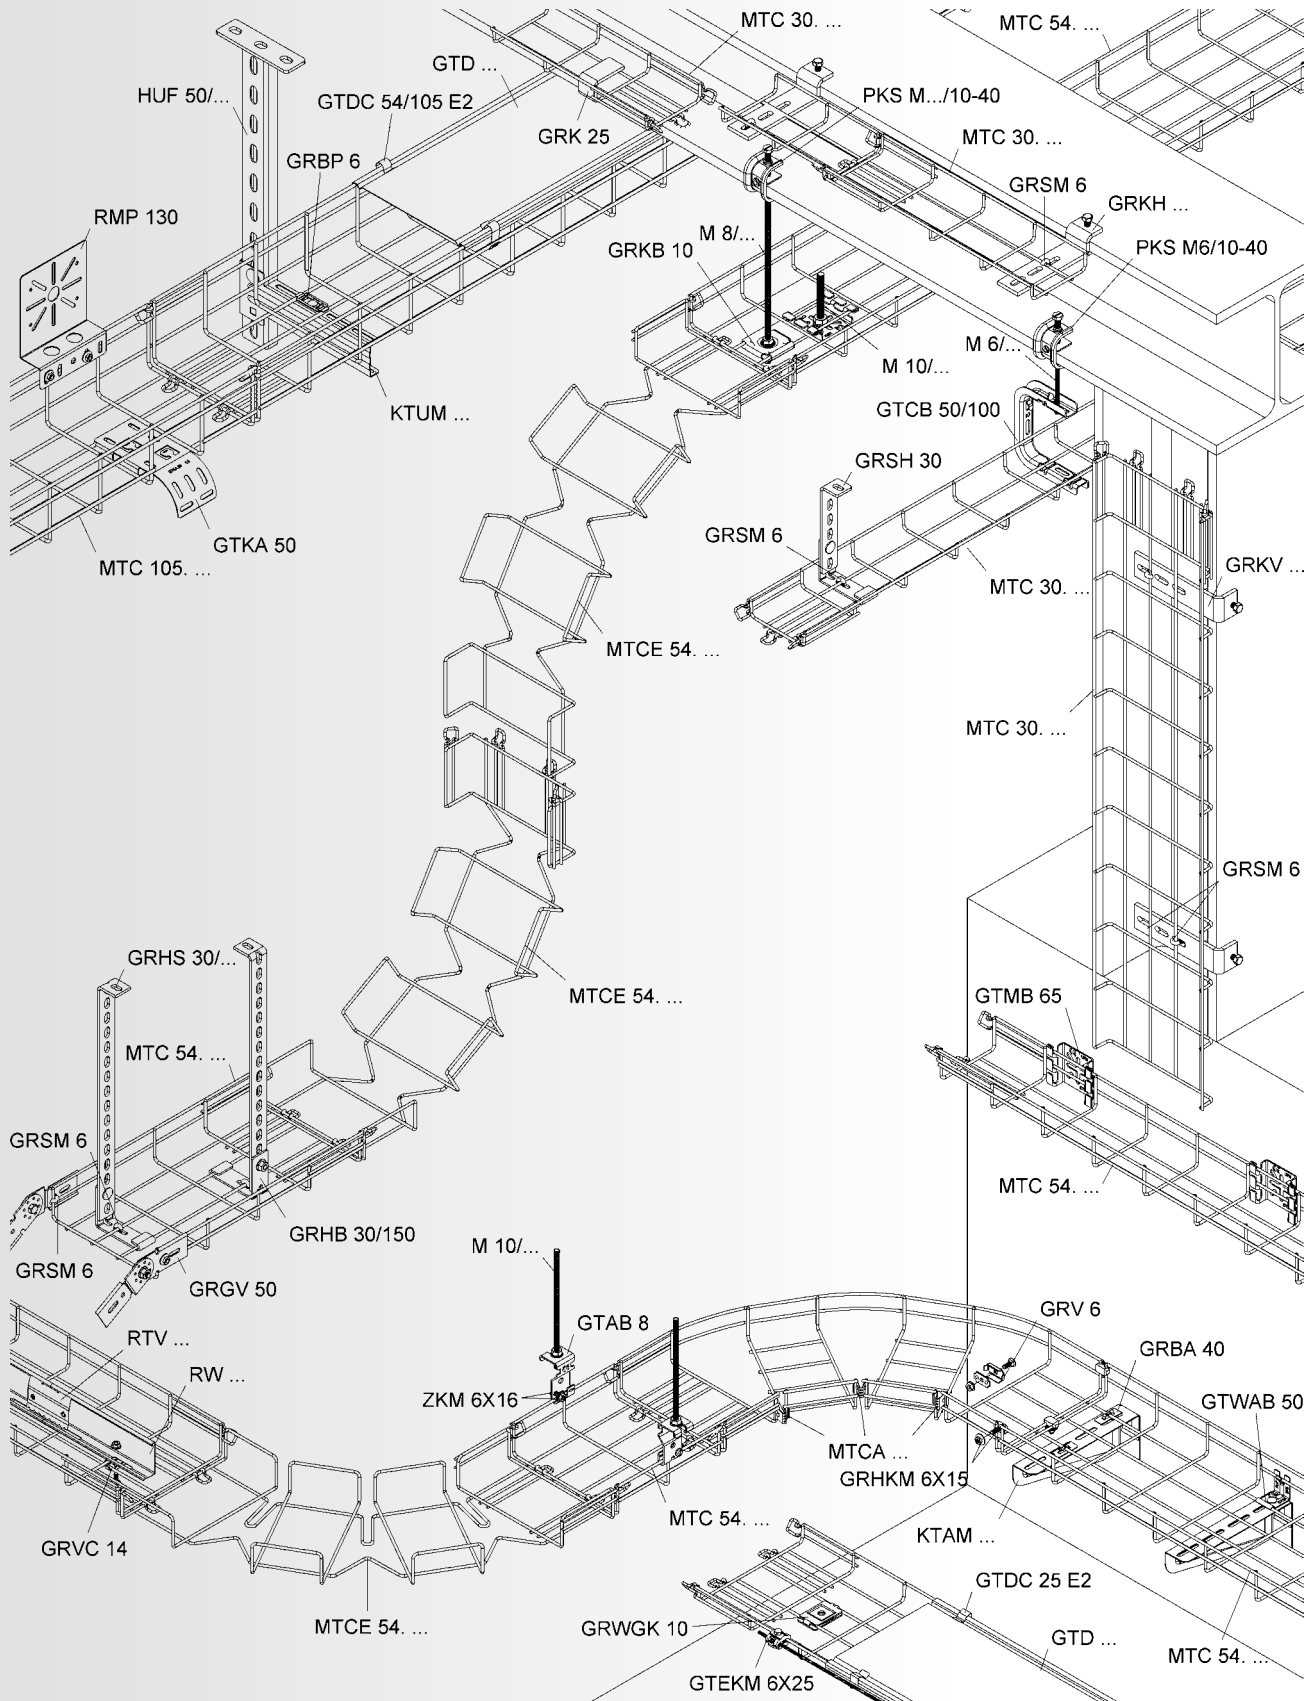 MTC 30. ...
MTC 54. ...
GTD ...
HUF 50/...
GTDC 54/105 E2
PKS M.../10-40
GRK 25
MTC 30. ...
GRBP 6
GRSM 6
GRKH ...
RMP 130
M 8/...
GRKB 10
PKS M6/10-40
M 6/...
M 10/...
KTUM ...
GTCB 50/100
GRSH 30
GTKA 50
GRSM 6
MTC 105. ...
GRKV ...
MTC 30. ...
MTCE 54. ...
MTC 30. ...
GRSM 6
GRHS 30/...
MTCE 54. ...
GTMB 65
MTC 54. ...
GRSM 6
MTC 54. ...
GRHB 30/150
M 10/...
GRSM 6
GRGV 50
GRV 6
GTAB 8
RTV ...
GRBA 40
RW ...
ZKM 6X16
GTWAB 50
MTCA ...
GRHKM 6X15
MTC 54. ...
KTAM ...
GRVC 14
GTDC 25 E2
MTCE 54. ...
GRWGK 10
GTD ...
MTC 54. ...
GTEKM 6X25